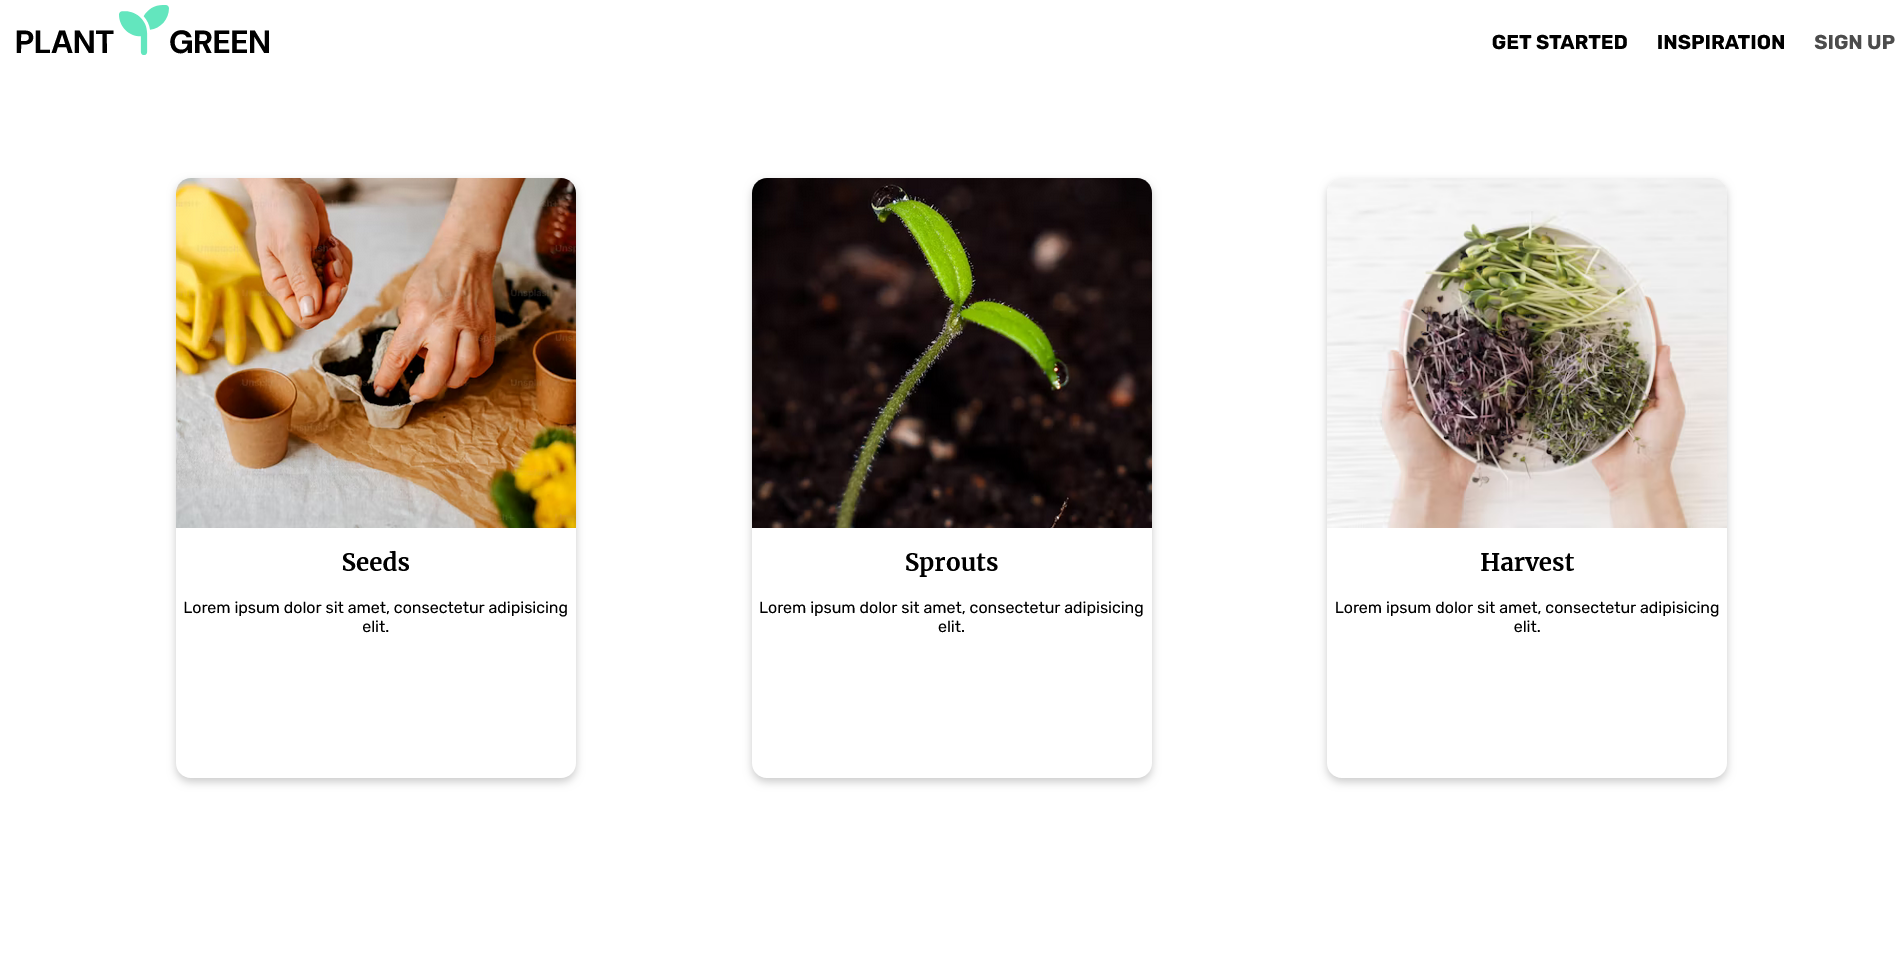 PLANT GREEN
GET STARTED INSPIRATION SIGN UP
Seeds
Lorem ipsum dolor sit amet, consectetur adipisicing
elit.
Sprouts
Lorem ipsum dolor sit amet, consectetur adipisicing
elit.
Harvest
Lorem ipsum dolor sit amet, consectetur adipisicing
elit.